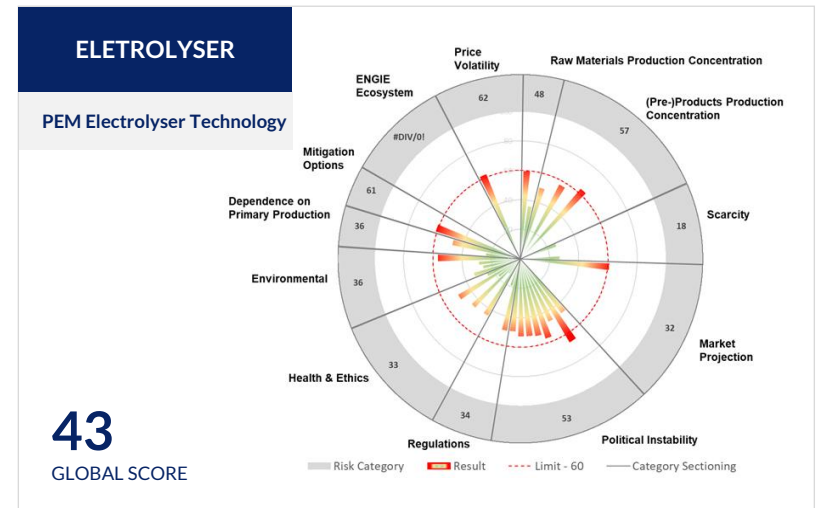 ELETROLYSER
PEM Electrolyser Technology
Price
Volatility
Raw Materials Production Concentration
ENGIE
Ecosystem
(Pre-)Products Production
Concentration
62
48
57
#DIV/0!
Mitigation
Options
61
Dependence on
Primary Production
36
Scarcity
18
Environmental
36
Market
Projection
32
Health & Ethics
33
Regulations
34
Political Instability
53
43
GLOBAL SCORE
Risk Category
Result
Limit - 60
Category Sectioning